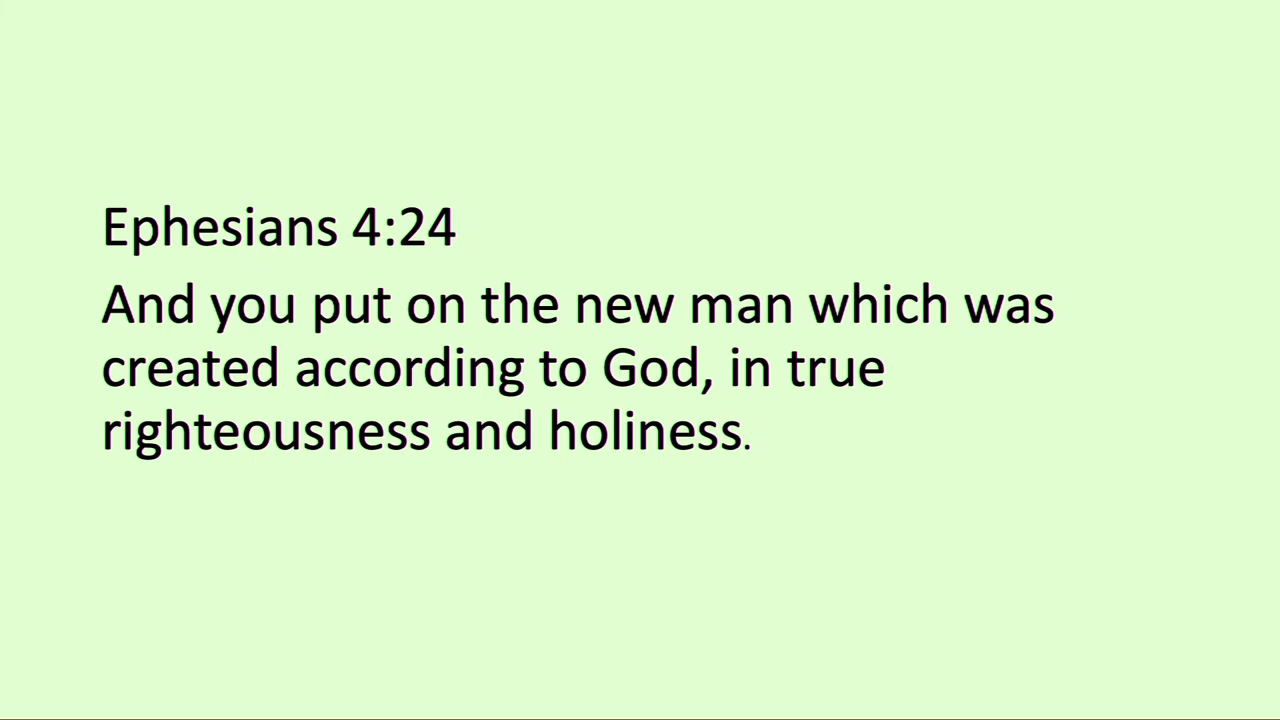 Ephesians 4:24
And you put on the new man which was
created according to God, in true
righteousness and holiness.